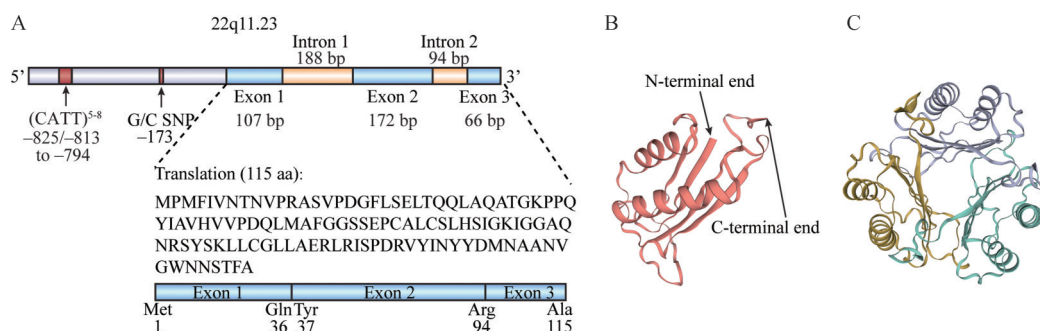 A
22q11.23
B
C
Intron 1
188 bp
Intron 2
94 bp
5'
3'
Exon 1
Exon 2
Exon 3
107 bp
172 bp
66 bp
(CATT)5-8
–825/–813
to –794
G/C SNP
–173
Translation (115 aa):
MPMFIVNTNVPRASVPDGFLSELTQQLAQATGKPPQ
YIAVHVVPDQLMAFGGSSEPCALCSLHSIGKIGGAQ
NRSYSKLLCGLLAERLRISPDRVYINYYDMNAANV
GWNNSTFA
Exon 1
Exon 2
Exon 3
Met
Gln
Tyr
Arg
Ala
1
36
37
94
115
N-terminal end
C-terminal end